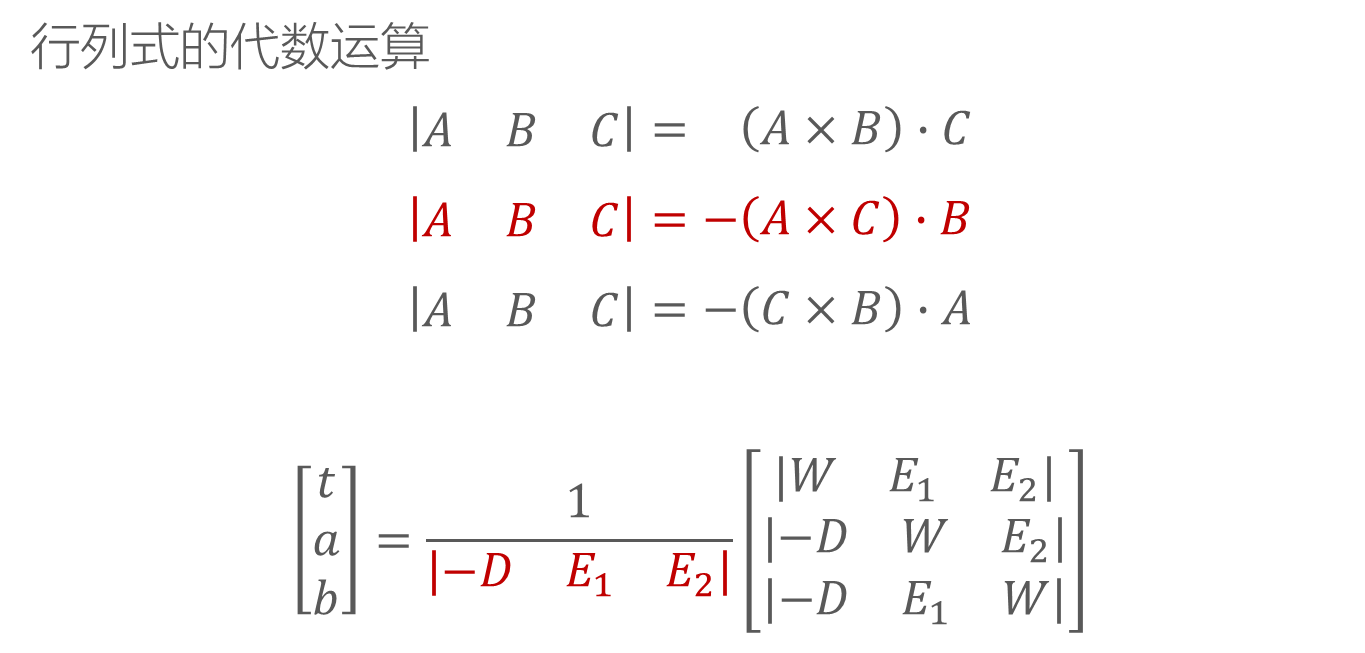 行列式的代数运算
|A B C| = (A × B) · C
|A B C| = −(A × C) · B
|A B C| = −(C × B) · A
[t a b] = 1 / |−D E₁ E₂| [|W E₁ E₂| |−D W E₂| |−D E₁ W|]